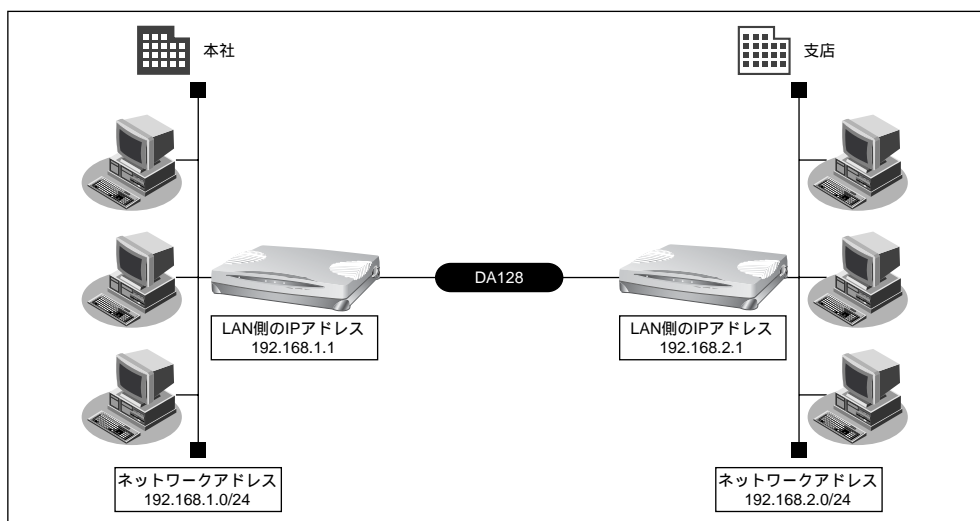 本社
支店
DA128
LAN側のIPアドレス
192.168.1.1
LAN側のIPアドレス
192.168.2.1
ネットワークアドレス
192.168.1.0/24
ネットワークアドレス
192.168.2.0/24